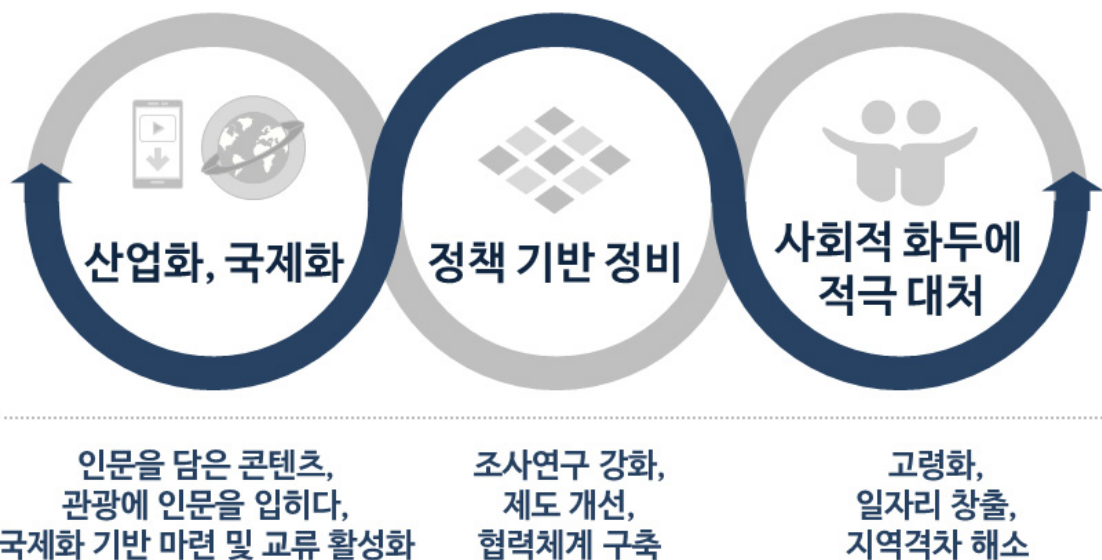 산업화, 국제화
정책 기반 정비
사회적 화두에
적극 대처
인문을 담은 콘텐츠,
관광에 인문을 입히다,
국제화 기반 마련 및 교류 활성화
조사연구 강화,
제도 개선,
협력체계 구축
고령화,
일자리 창출,
지역격차 해소